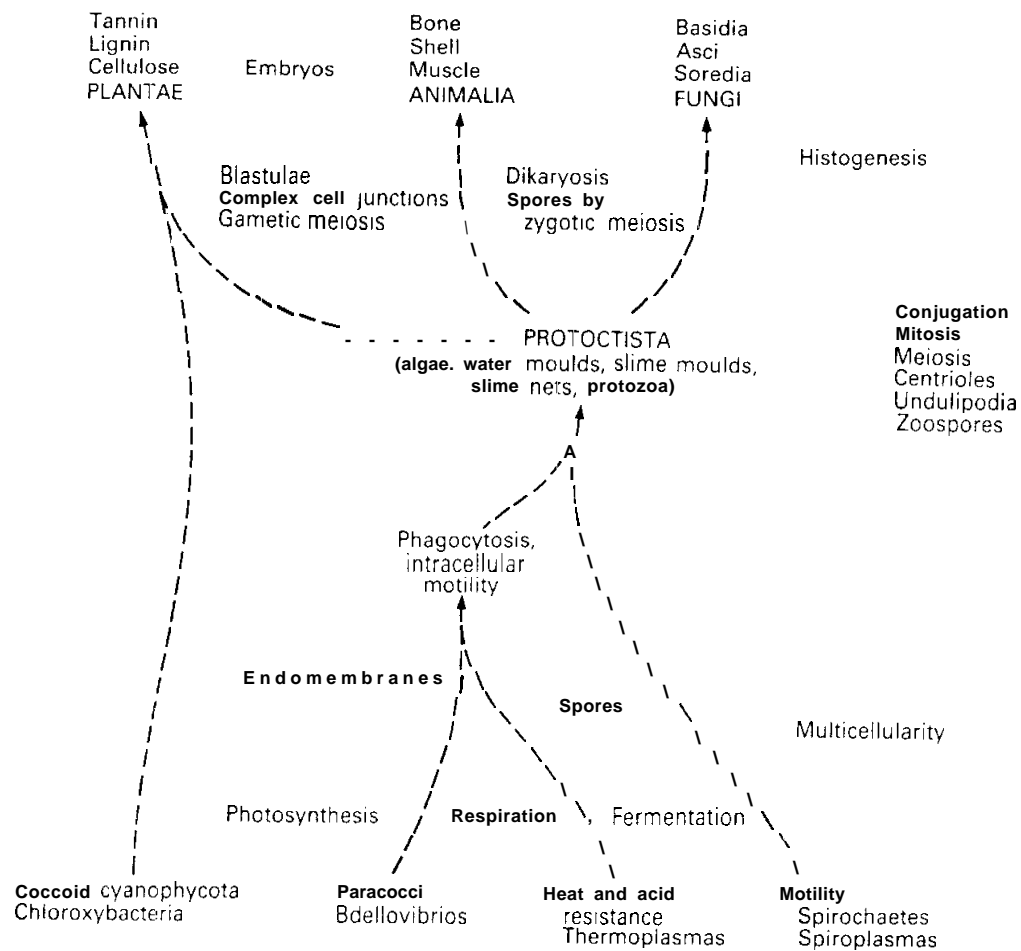 Tannin
Lignin
Cellulose
PLANTAE
Embryos
Bone
Shell
Muscle
ANIMALIA
Basidia
Asci
Soredia
FUNGI
Histogenesis
Blastulae
Complex cell junctions
Gametic meiosis
Dikaryosis
Spores by
zygotic meiosis
PROTOCTISTA
(algae. water moulds, slime moulds,
slime nets, protozoa)
Conjugation
Mitosis
Meiosis
Centrioles
Undulipodia
Zoospores
A
Phagocytosis,
intracellular
motility
Endomembranes
Spores
Multicellularity
Photosynthesis
Respiration
Fermentation
Coccoid cyanophycota
Chloroxybacteria
Paracocci
Bdellovibrios
Heat and acid
resistance
Thermoplasmas
Motility
Spirochaetes
Spiroplasmas